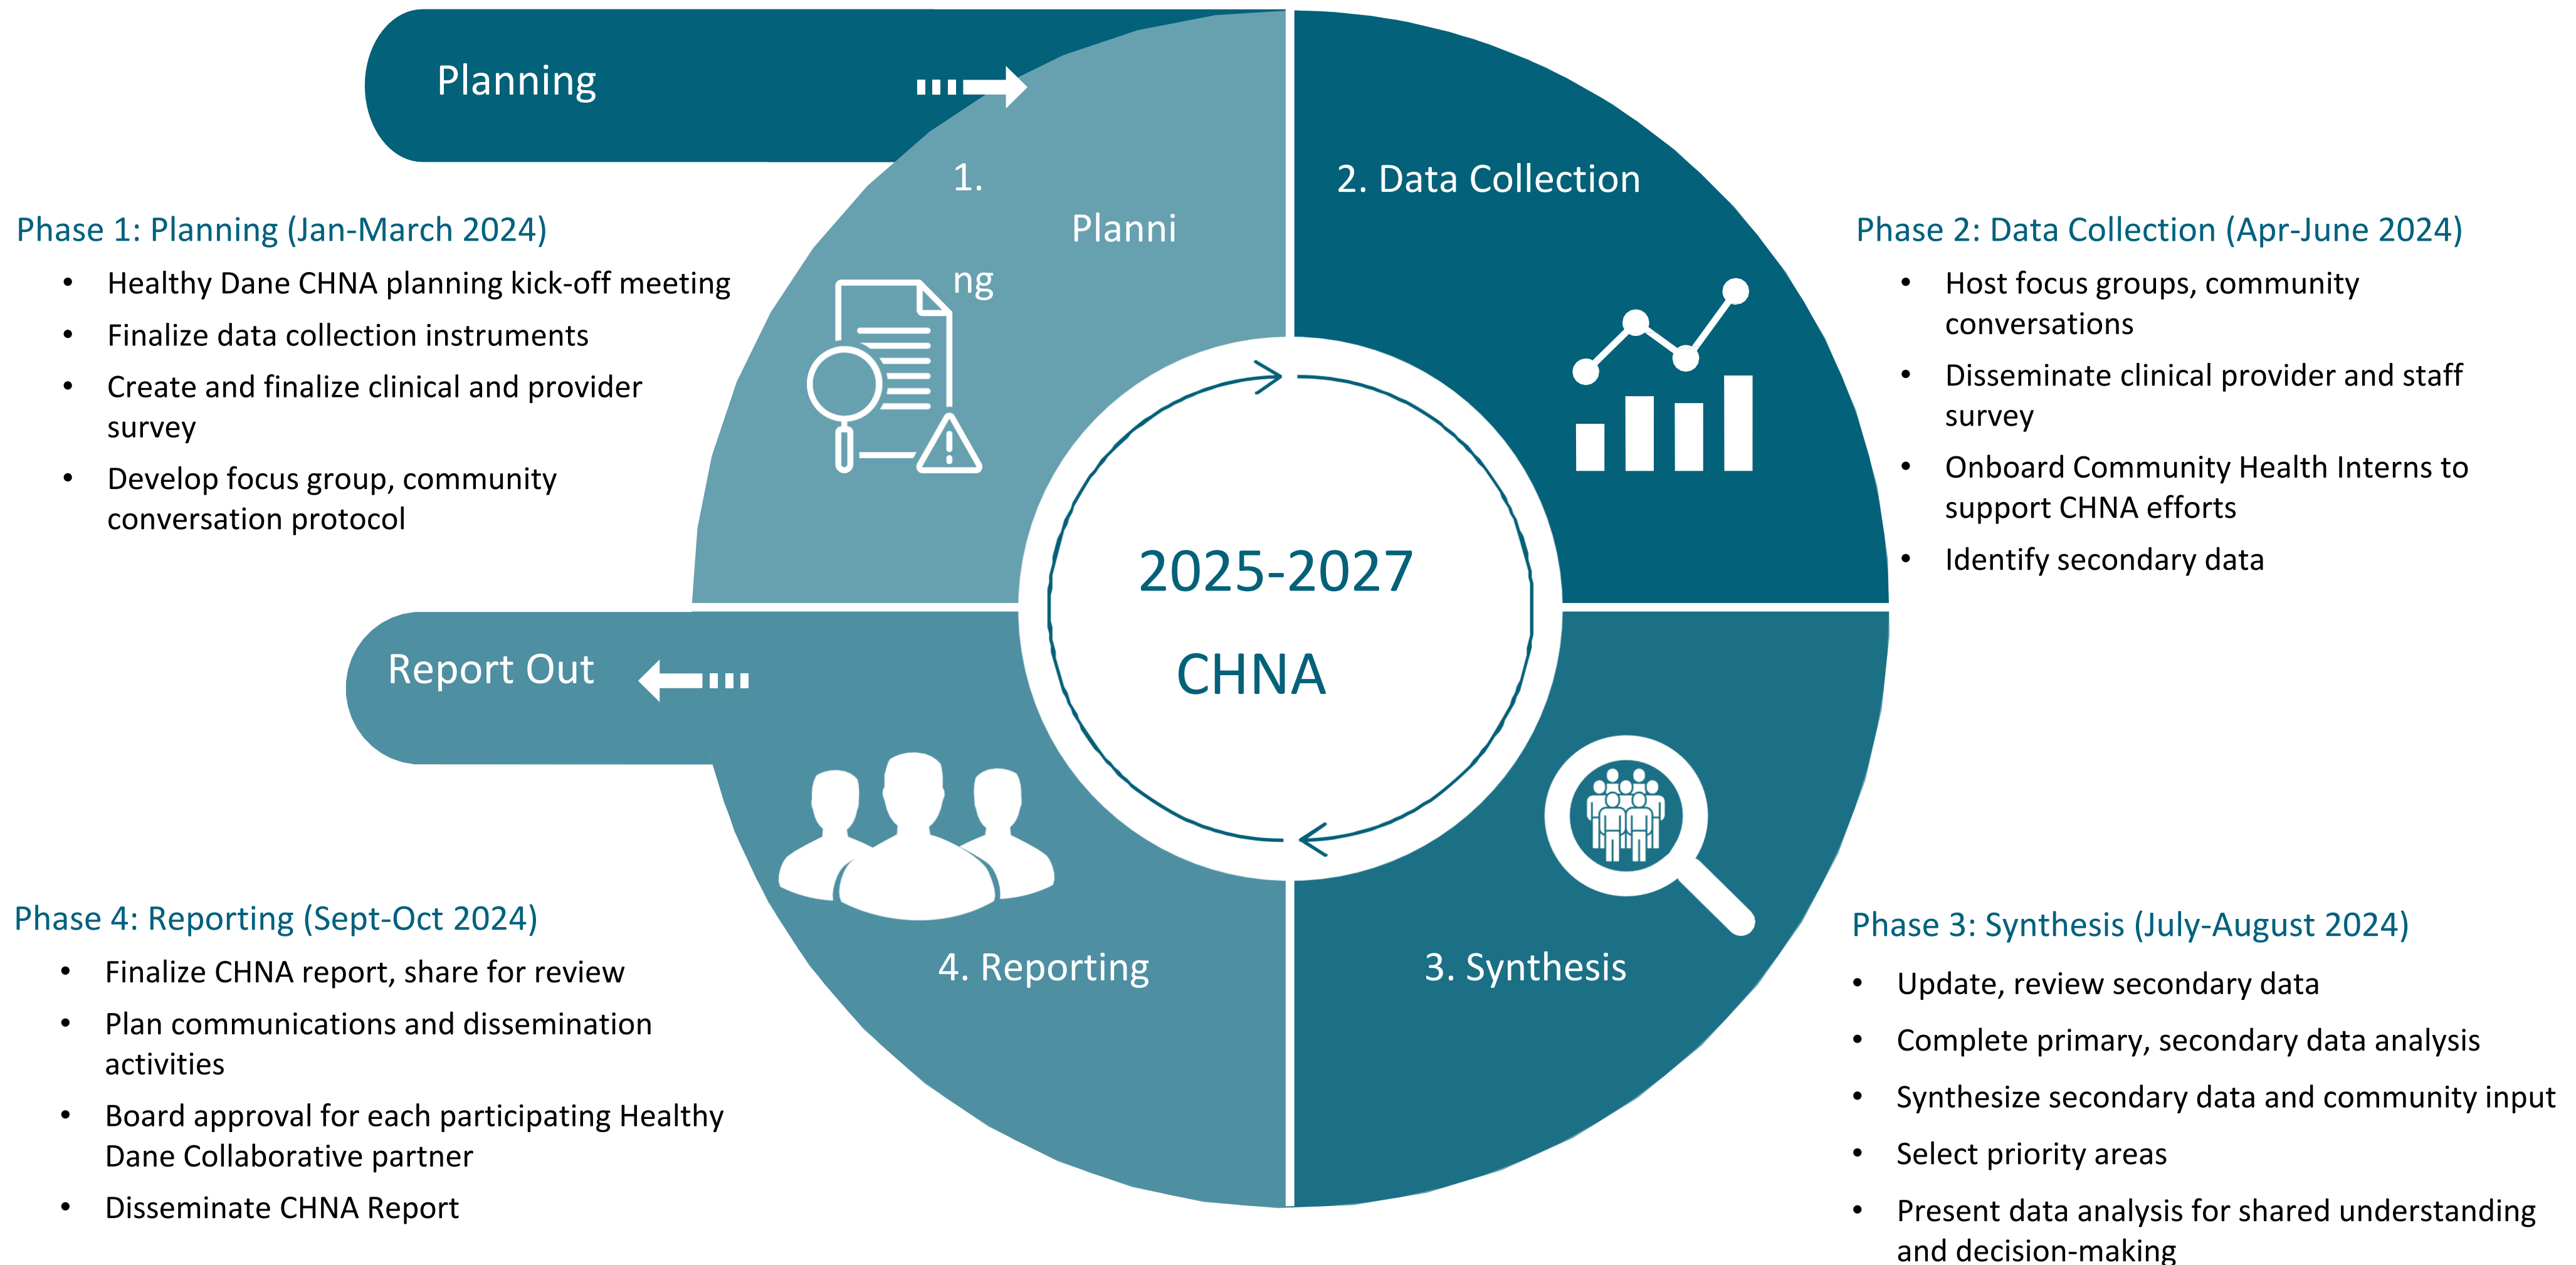 Planning
1.
Planni
ng
2. Data Collection
Phase 1: Planning (Jan-March 2024)
• Healthy Dane CHNA planning kick-off meeting
• Finalize data collection instruments
• Create and finalize clinical and provider
survey
• Develop focus group, community
conversation protocol
Phase 2: Data Collection (Apr-June 2024)
• Host focus groups, community
conversations
• Disseminate clinical provider and staff
survey
• Onboard Community Health Interns to
support CHNA efforts
• Identify secondary data
2025-2027
CHNA
Report Out
4. Reporting
3. Synthesis
Phase 4: Reporting (Sept-Oct 2024)
• Finalize CHNA report, share for review
• Plan communications and dissemination
activities
• Board approval for each participating Healthy
Dane Collaborative partner
• Disseminate CHNA Report
Phase 3: Synthesis (July-August 2024)
• Update, review secondary data
• Complete primary, secondary data analysis
• Synthesize secondary data and community input
• Select priority areas
• Present data analysis for shared understanding
and decision-making